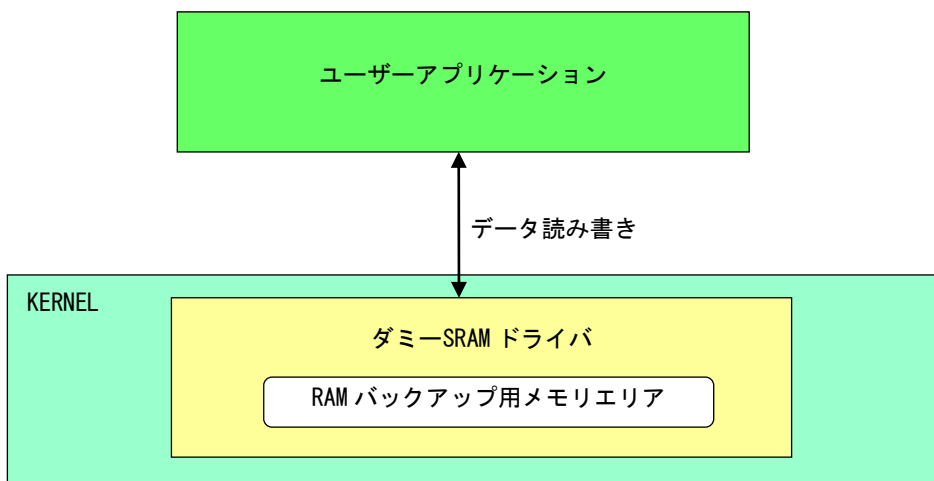 ユーザーアプリケーション
データ読み書き
KERNEL
ダミーSRAM ドライバ
RAM バックアップ用メモリエリア